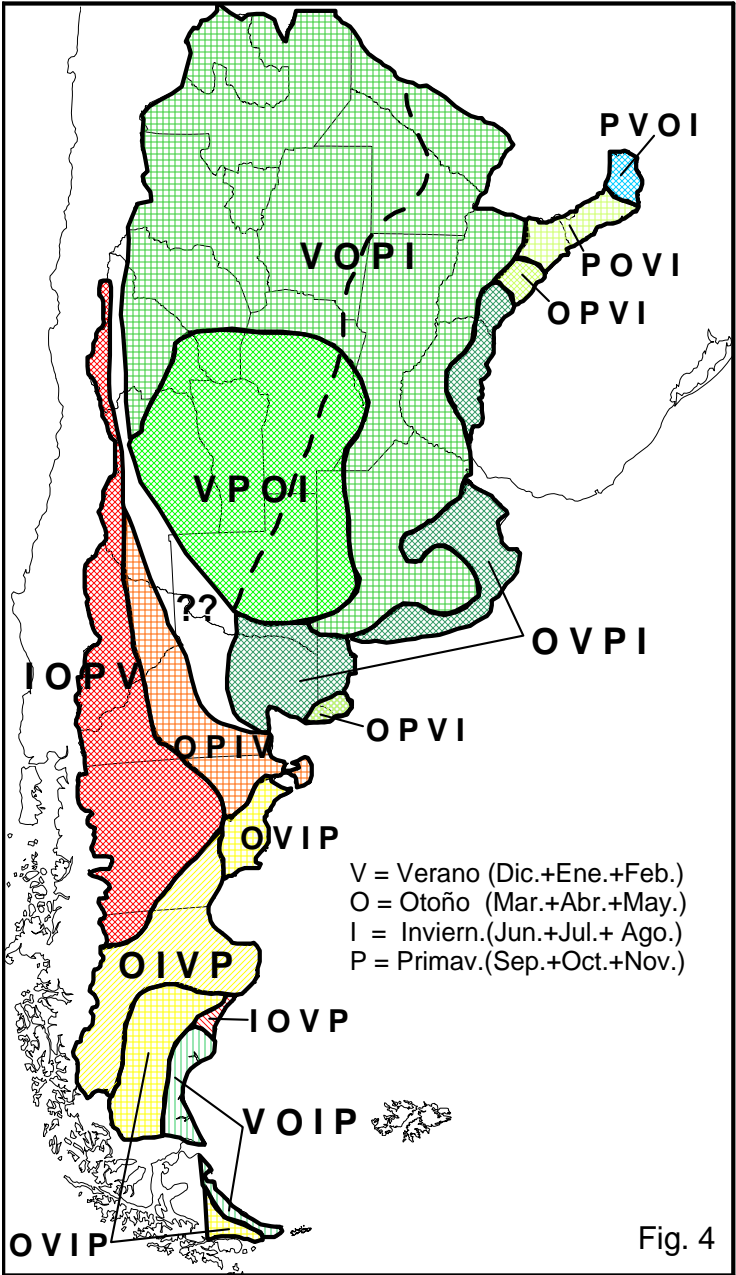 P V O I
V O P I
P O V I
O P V I
V P O I
??
O V P I
I O P V
O P V I
O P I V
O V I P
V = Verano (Dic.+Ene.+Feb.)
O = Otoño (Mar.+Abr.+May.)
I = Inviern.(Jun.+Jul.+ Ago.)
P = Primav.(Sep.+Oct.+Nov.)
O I V P
I O V P
V O I P
O V I P
Fig. 4